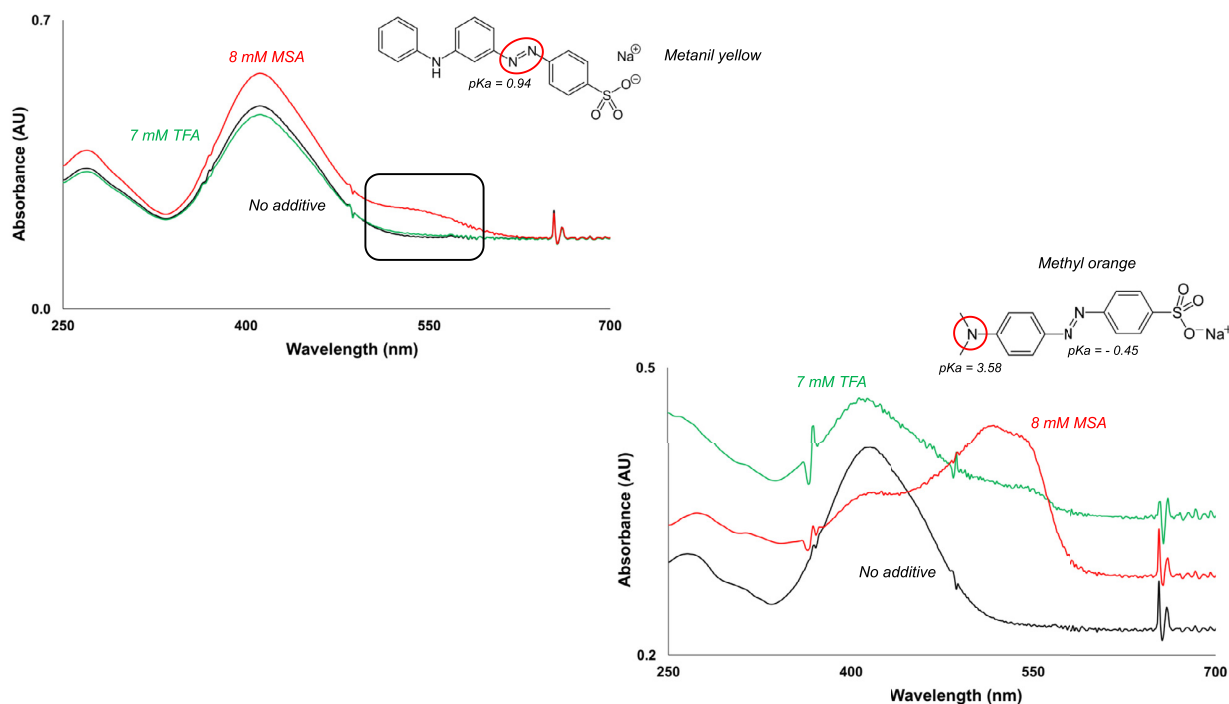 0.7
8 mM MSA
N
N
N
H
pKa = 0.94
S
O
O
O⊖
Na⊕
Metanil yellow
7 mM TFA
No additive
Absorbance (AU)
0.0
250
400
550
700
Wavelength (nm)
Methyl orange
N
N
N
S
O
O
O⁻Na⁺
pKa = - 0.45
pKa = 3.58
0.5
7 mM TFA
8 mM MSA
No additive
Absorbance (AU)
0.2
250
400
550
700
Wavelength (nm)